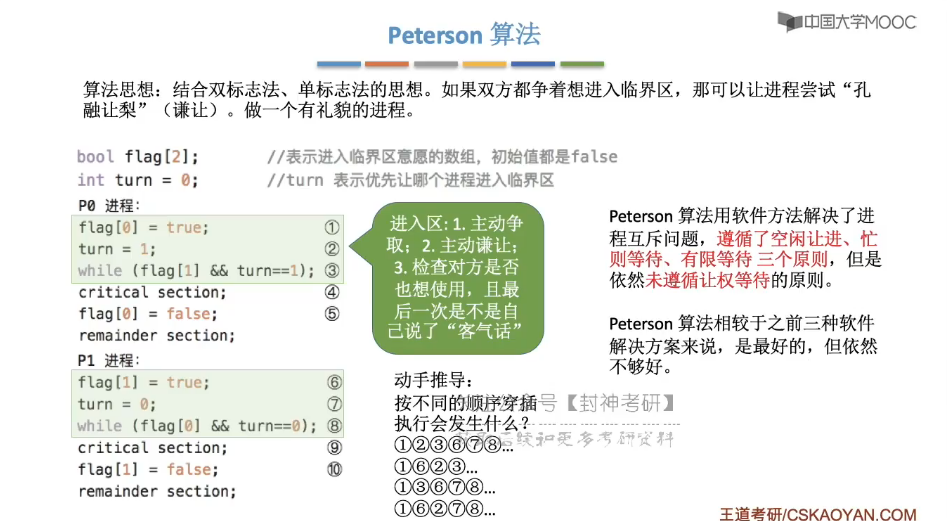 中国大学MOOC
Peterson 算法
算法思想：结合双标志法、单标志法的思想。如果双方都争着想进入临界区，那可以让进程尝试“孔
融让梨”（谦让）。做一个有礼貌的进程。
bool flag[2];        //表示进入临界区意愿的数组，初始值都是false
int turn = 0;        //turn 表示优先让哪个进程进入临界区
P0 进程：
flag[0] = true;        ①
turn = 1;        ②
while (flag[1] && turn==1); ③
critical section;        ④
flag[0] = false;        ⑤
remainder section;
P1 进程：
flag[1] = true;        ⑥
turn = 0;        ⑦
while (flag[0] && turn==0); ⑧
critical section;        ⑨
flag[1] = false;        ⑩
remainder section;
进入区：1. 主动争
取；2. 主动谦让；
3. 检查对方是否
也想使用，且最
后一次是不是自
己说了“客气话”
动手推导：
按不同的顺序穿插
执行会发生什么？
①②③⑥⑦⑧...
①⑥②③...
①③⑥⑦⑧...
①⑥②⑦⑧...
号【封神考研】
后续和更多考研资料
Peterson 算法用软件方法解决了进
程互斥问题，遵循了空闲让进、忙
则等待、有限等待 三个原则，但是
依然未遵循让权等待的原则。
Peterson 算法相较于之前三种软件
解决方案来说，是最好的，但依然
不够好。
王道考研/CSKAOYAN.COM